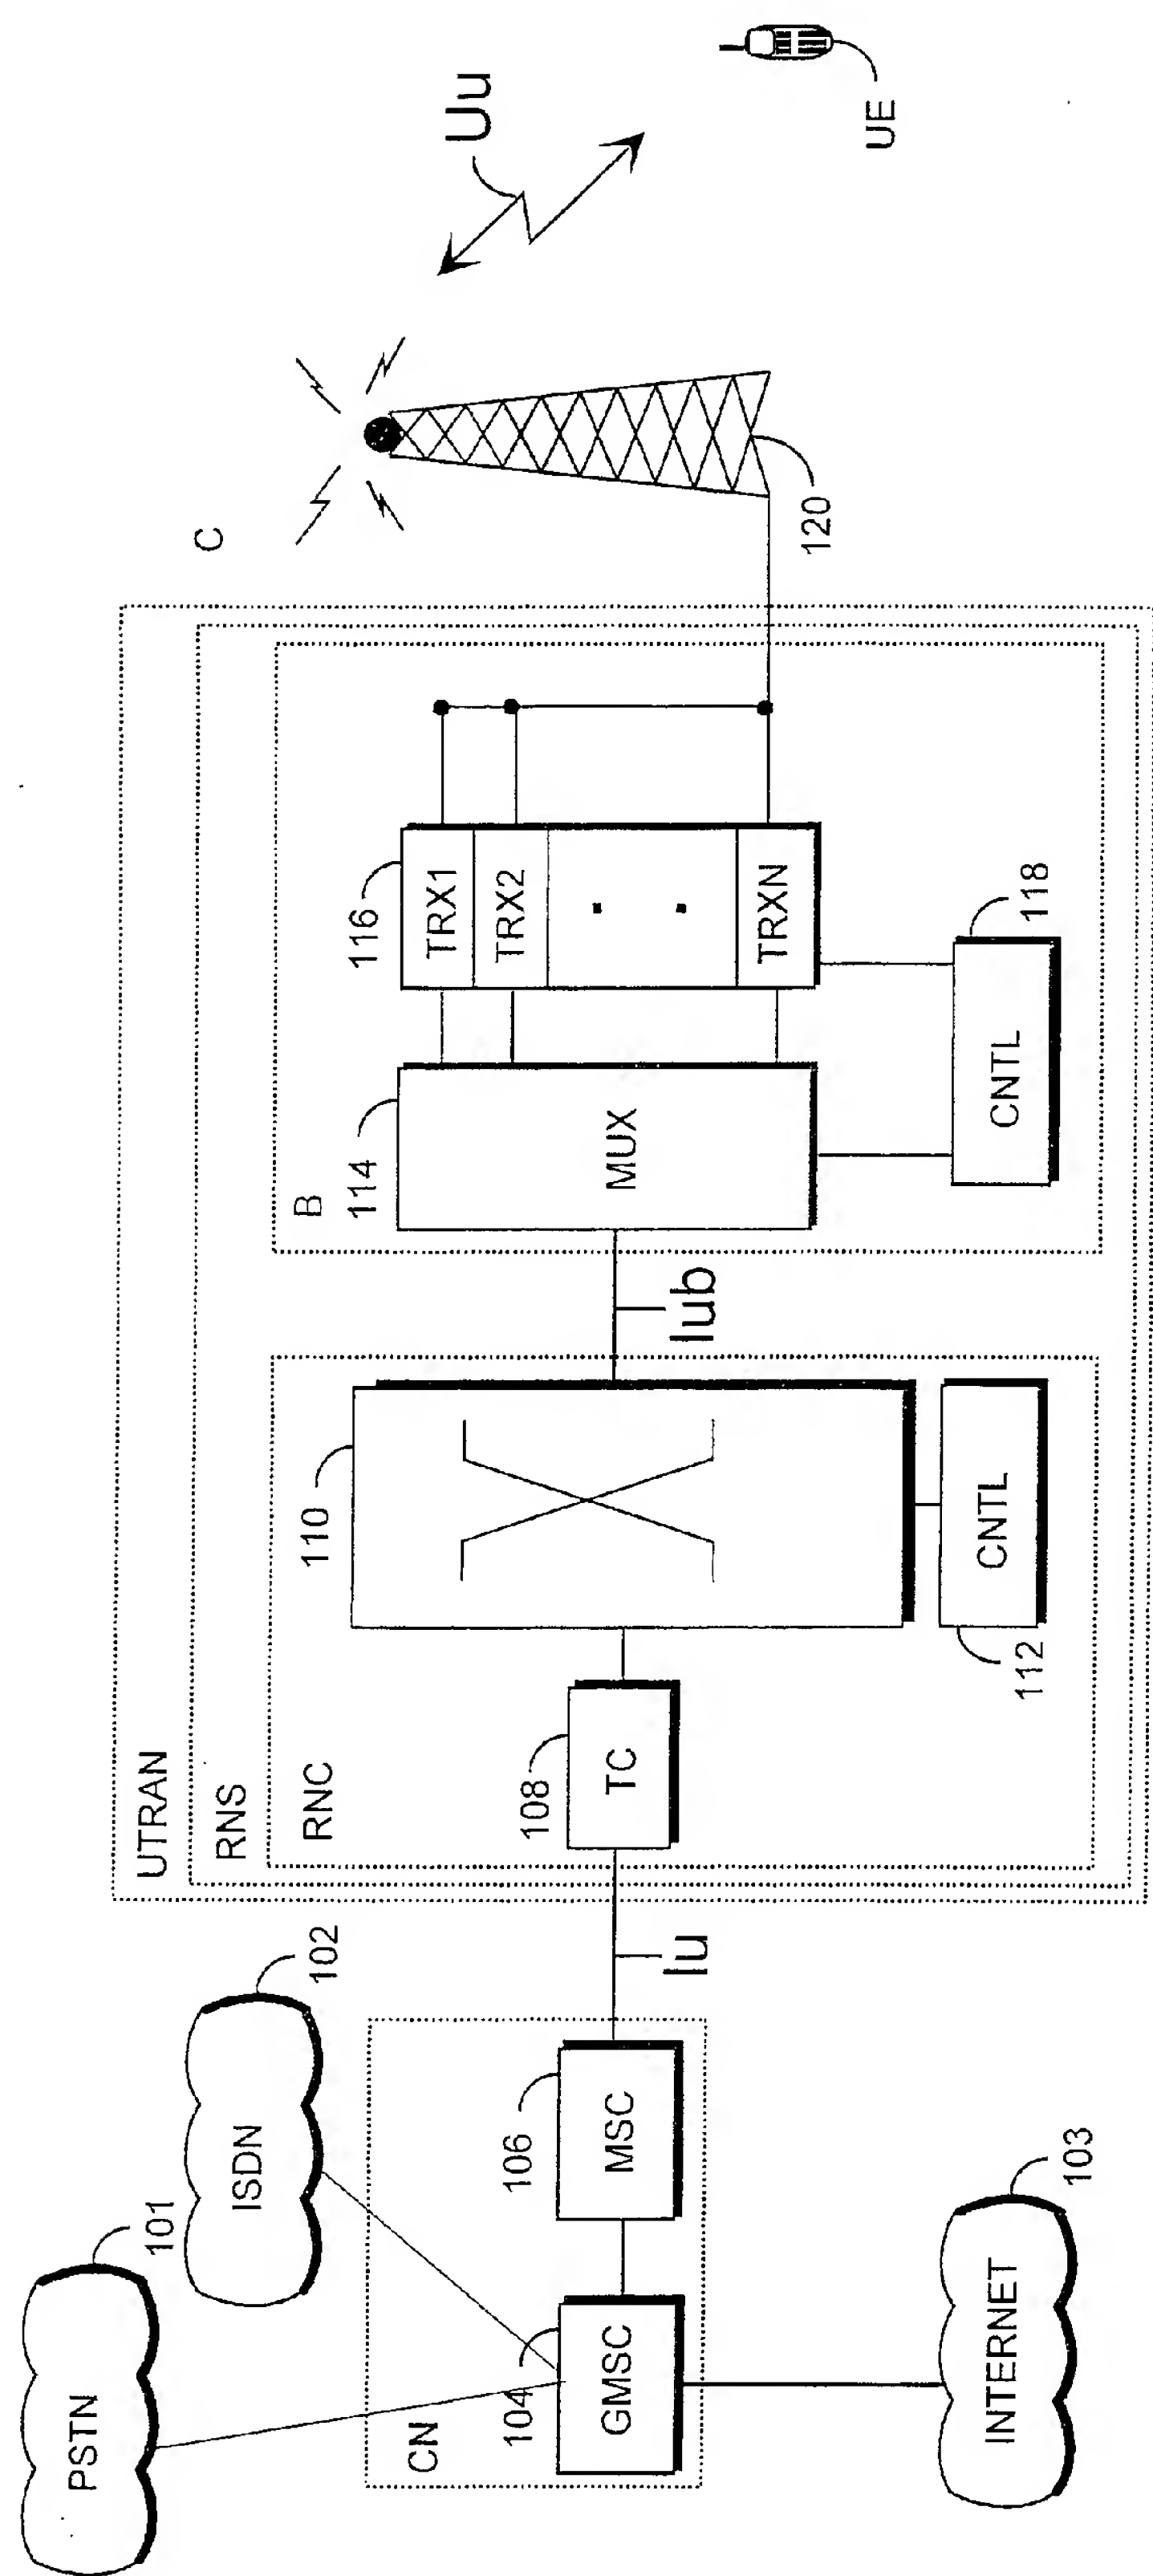 PSTN
101
ISDN
102
INTERNET
103
CN
104
GMSC
106
MSC
Iu
UTRAN
RNS
RNC
108
TC
110
112
CNTL
Iub
B
114
MUX
116
TRX1
TRX2
TRXN
118
CNTL
C
120
Uu
UE